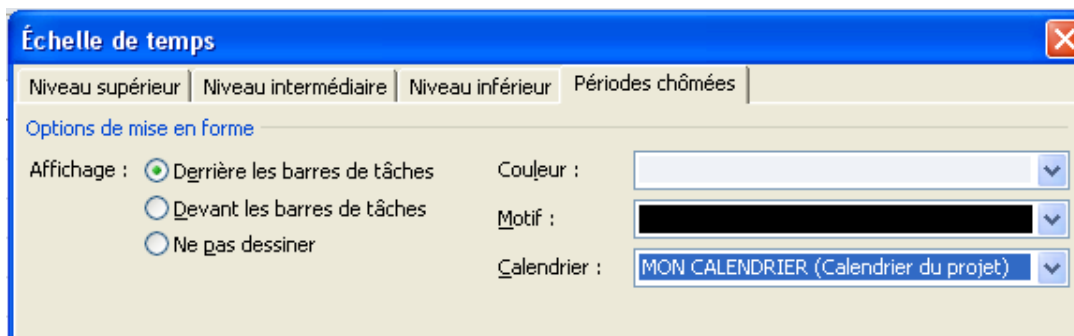 Échelle de temps
Niveau supérieur Niveau intermédiaire Niveau inférieur Périodes chômées
Options de mise en forme
Affichage : Derrière les barres de tâches Couleur :
Devant les barres de tâches Motif :
Ne pas dessiner
Calendrier : MON CALENDRIER (Calendrier du projet)